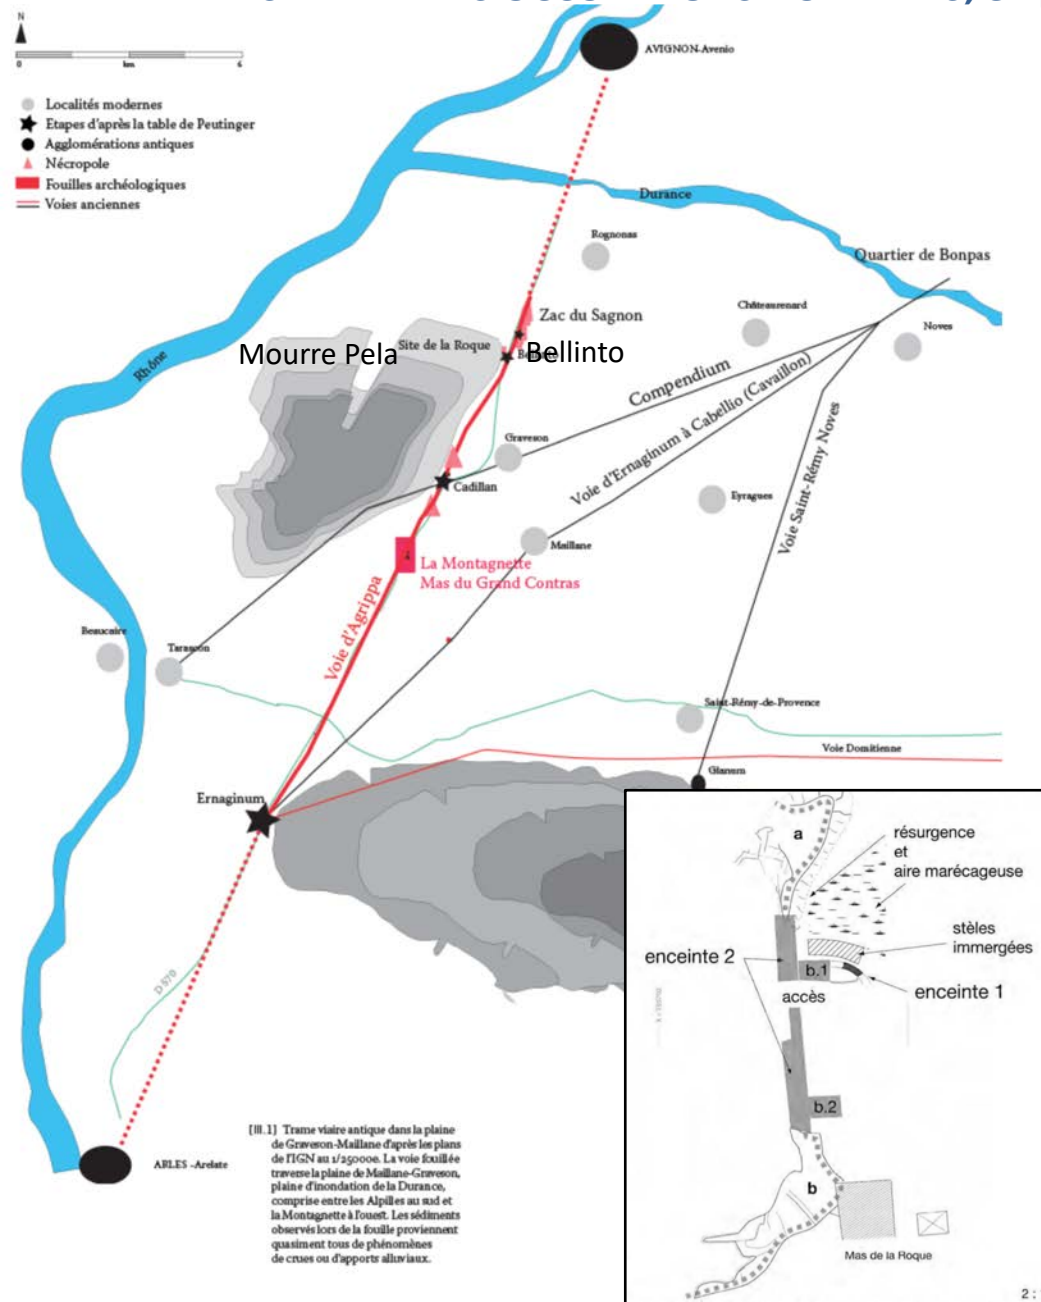 N
0 km 6
Localités modernes
Etapes d'après la table de Peutinger
Agglomérations antiques
Nécropole
Fouilles archéologiques
Voies anciennes
AVIGNON-Avenio
Durance
Rognonas
Quartier de Bonpas
Châteaurenard
Noves
Zac du Sagnon
Site de la Roque
Mourre Pela
Bellinto
Rhône
Compendium
Voie d'Ernaginum à Cabellio (Cavaillon)
Graveson
Cadillan
Eyragues
Voie Saint-Rémy Noves
Maillane
La Montagnette
Mas du Grand Contras
Voie d'Agrippa
Beaucaire
Tarascon
Saint-Rémy-de-Provence
Voie Domitienne
Glanum
Ernaginum
D 570
ARLES -Arelate
[III.1] Trame viaire antique dans la plaine
de Graveson-Maillane d'après les plans
de l'IGN au 1/25000e. La voie fouillée
traverse la plaine de Maillane-Graveson,
plaine d'inondation de la Durance,
comprise entre les Alpilles au sud et
la Montagnette à l'ouest. Les sédiments
observés lors de la fouille proviennent
quasiment tous de phénomènes
de crues ou d'apports alluviaux.
a
résurgence
et
aire marécageuse
stèles
immergées
enceinte 2
b.1
accès
enceinte 1
b.2
b
Mas de la Roque
2 :